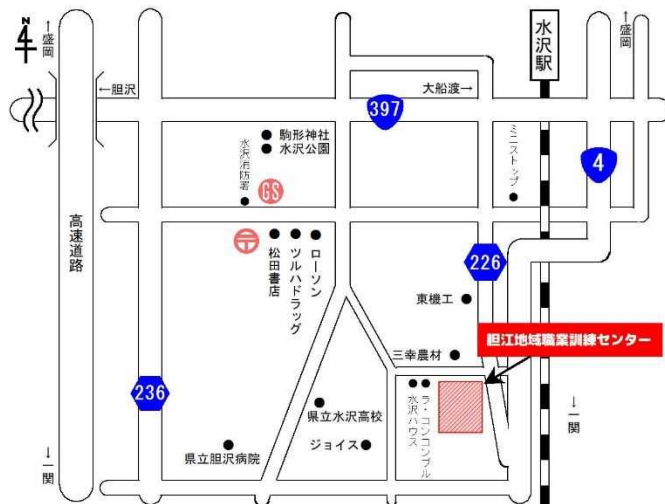 N
↑盛岡
水沢駅
↑盛岡
←胆沢
大船渡→
397
4
駒形神社
水沢公園
水沢消防署
GS
ミニストップ
高速道路
〒
松田書店
ツルハドラッグ
ローソン
226
東機工
胆江地域職業訓練センター
三幸農材
236
水沢ハウス
ラ・コンコンブル
県立水沢高校
ジョイス
県立胆沢病院
↓一関
↓一関